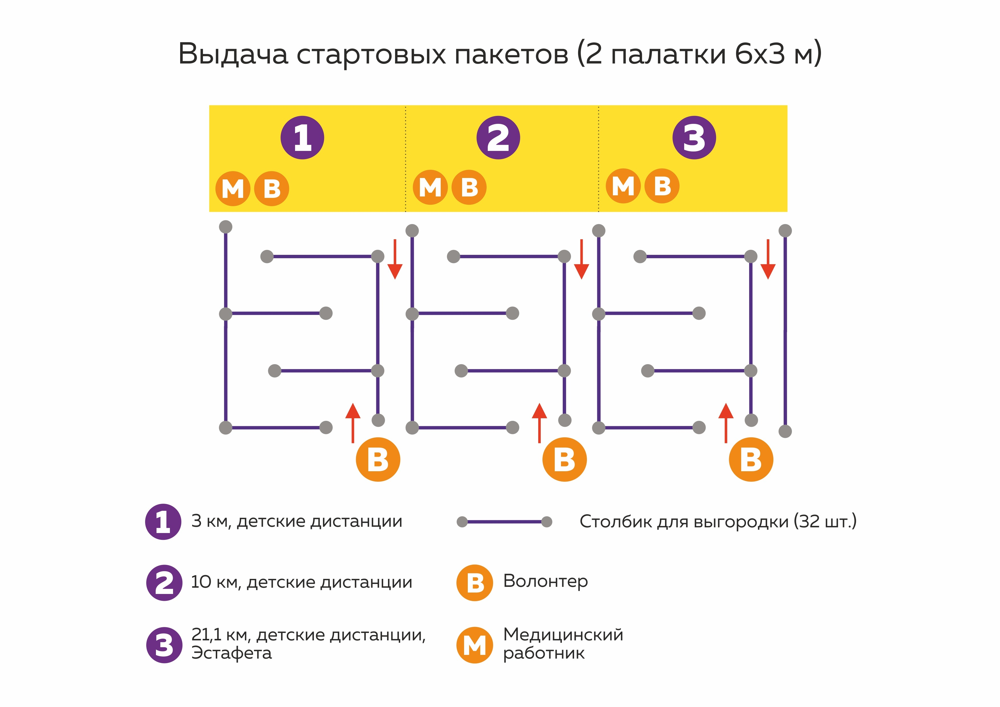 Выдача стартовых пакетов (2 палатки 6х3 м)
1 2 3
М В М В М В
В В В
1 3 км, детские дистанции
Столбик для выгородки (32 шт.)
2 10 км, детские дистанции
В Волонтер
3 21,1 км, детские дистанции,
Эстафета
М Медицинский
работник